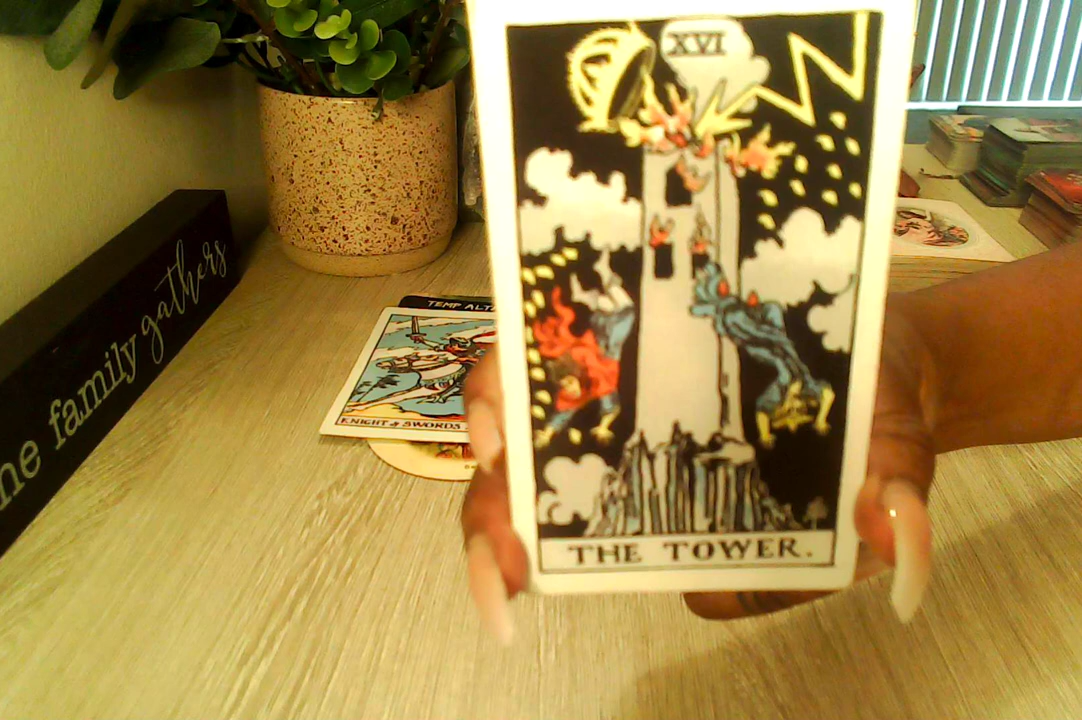 XVI
THE TOWER.
TEMP ALT
KNIGHT of SWORDS
ne family gathers